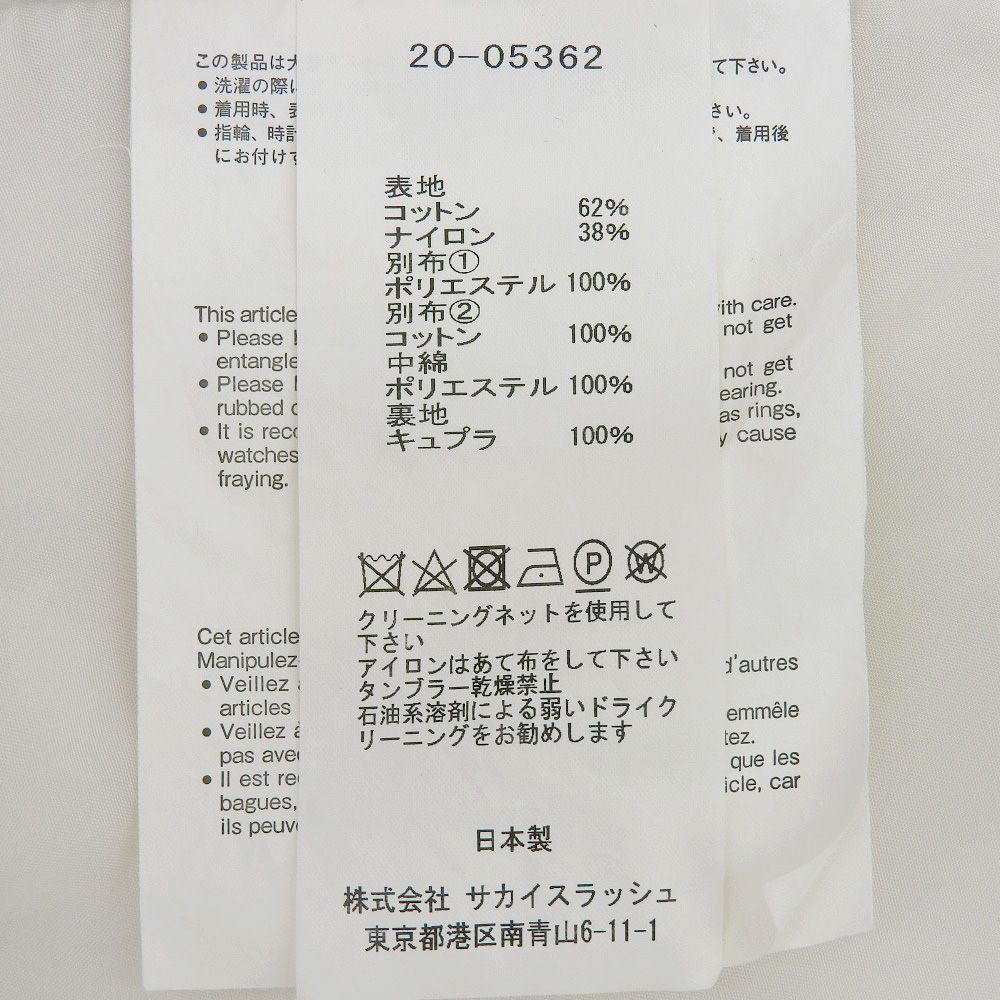 20-05362
表地
コットン 62%
ナイロン 38%
別布①
ポリエステル 100%
別布②
コットン 100%
中綿
ポリエステル 100%
裏地
キュプラ 100%
P W
クリーニングネットを使用して
下さい
アイロンはあて布をして下さい
タンブラー乾燥禁止
石油系溶剤による弱いドライク
リーニングをお勧めします
日本製
株式会社 サカイスラッシュ
東京都港区南青山6-11-1
この製品は
て下さい。
● 洗濯の際
● 着用時、
さい。
● 指輪、時計
、着用後
にお付け
This article
with care.
● Please
not get
entangle
● Please
not get
rubbed
earing.
● It is rec
as rings,
watches
cause
fraying.
Cet article
Manipulez
d'autres
● Veillez
articles
emmêle
● Veillez
tez.
pas ave
que les
● Il est re
icle, car
bagues,
ils peuv